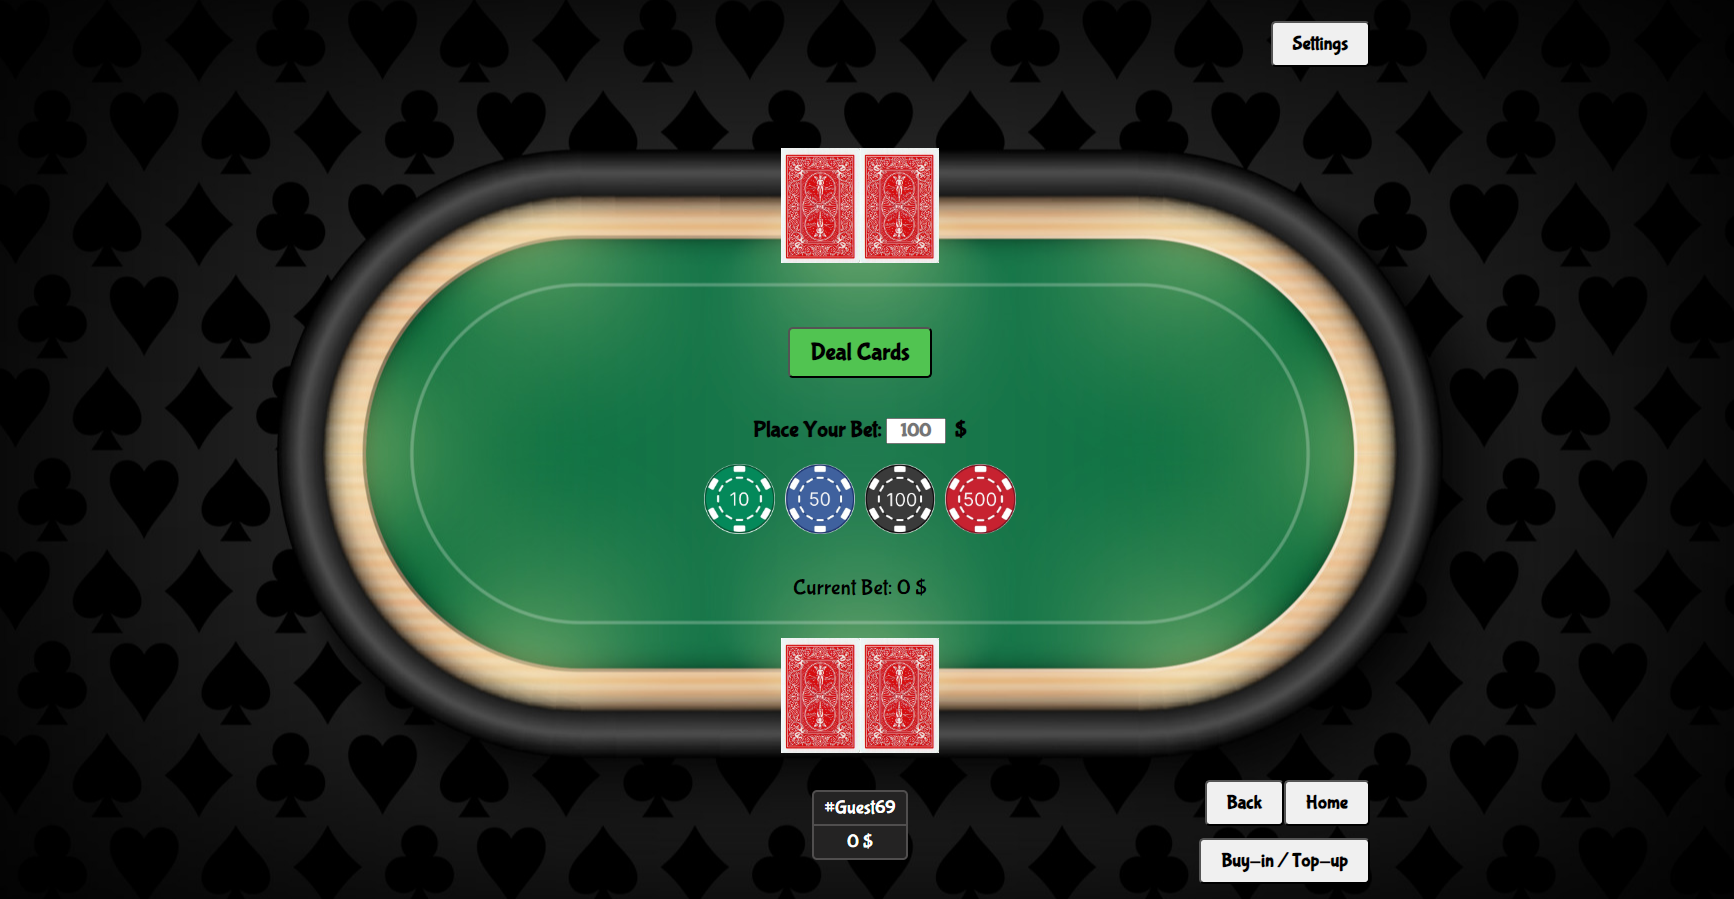 Settings
Deal Cards
Place Your Bet: 100 $
10 50 100 500
Current Bet: 0 $
#Guest69
0 $
Back Home
Buy-in / Top-up